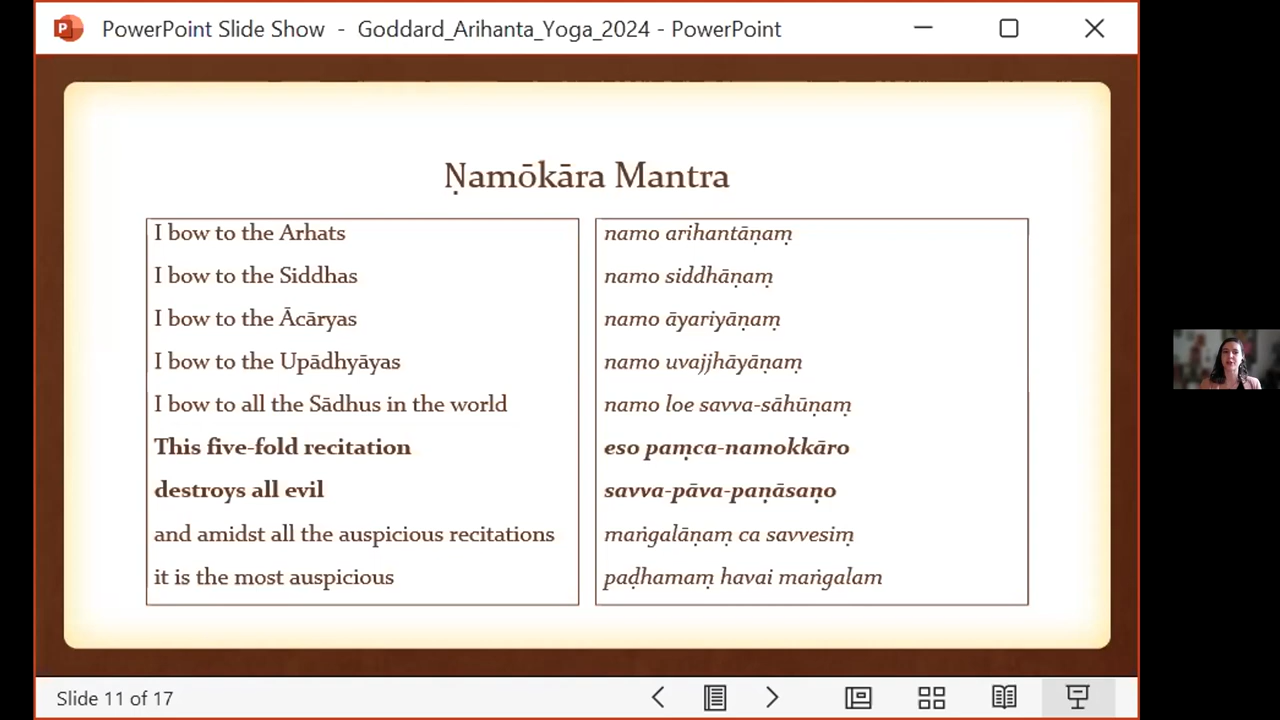 PowerPoint Slide Show - Goddard_Arihanta_Yoga_2024 - PowerPoint
Ṇamōkāra Mantra
I bow to the Arhats
I bow to the Siddhas
I bow to the Ācāryas
I bow to the Upādhyāyas
I bow to all the Sādhus in the world
This five-fold recitation
destroys all evil
and amidst all the auspicious recitations
it is the most auspicious
namo arihantāṇaṃ
namo siddhāṇaṃ
namo āyariyāṇaṃ
namo uvajjhāyāṇaṃ
namo loe savva-sāhūṇaṃ
eso paṃca-namokkāro
savva-pāva-paṇāsaṇo
maṅgalāṇaṃ ca savvesiṃ
paḍhamaṃ havai maṅgalam
Slide 11 of 17